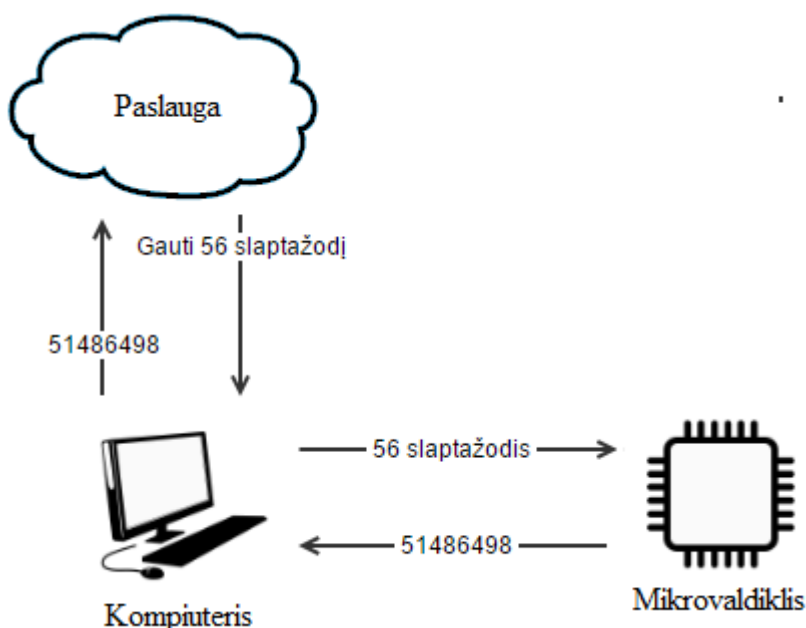 Paslauga
Gauti 56 slaptažodį
51486498
56 slaptažodis
51486498
Kompiuteris
Mikrovaldiklis